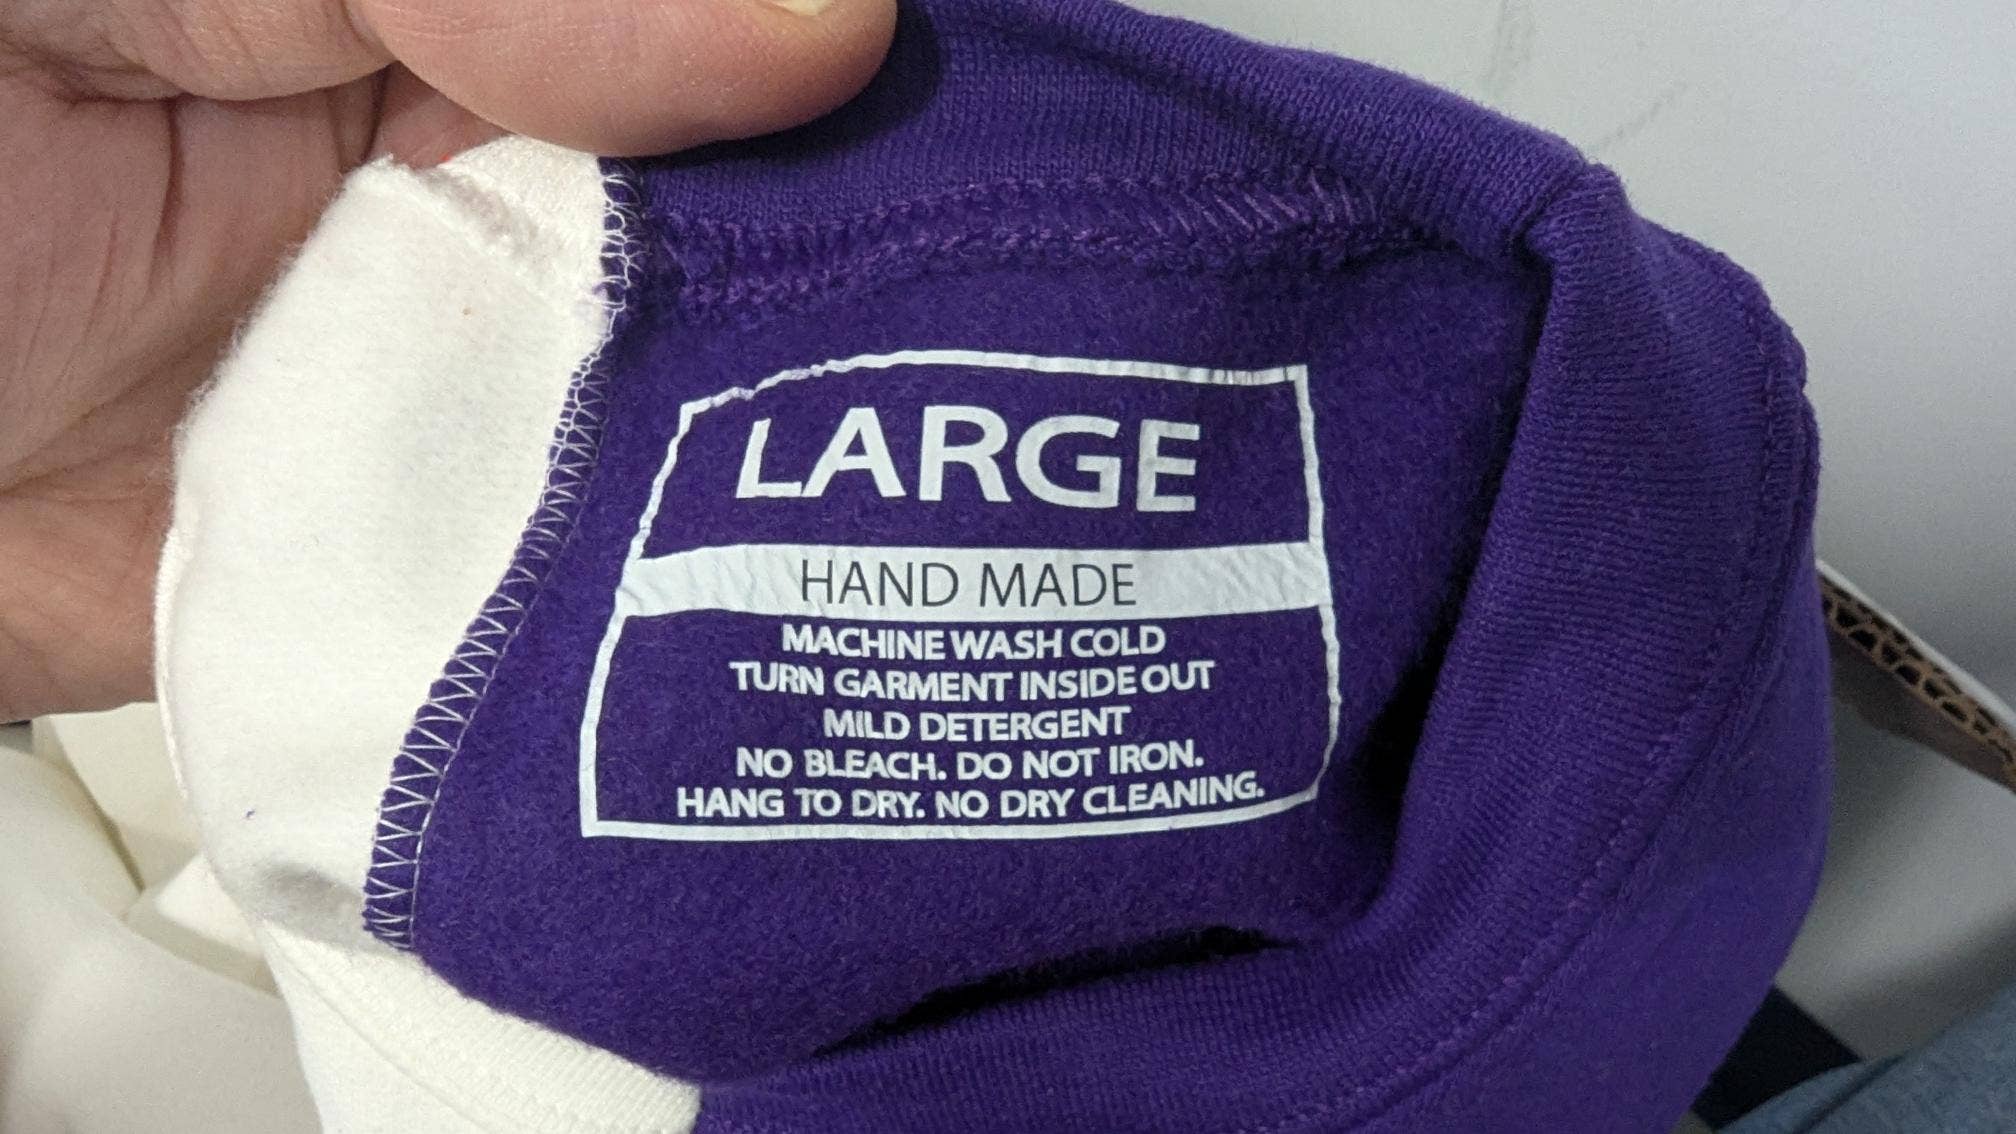 LARGE
HAND MADE
MACHINE WASH COLD
TURN GARMENT INSIDE OUT
MILD DETERGENT
NO BLEACH. DO NOT IRON.
HANG TO DRY. NO DRY CLEANING.